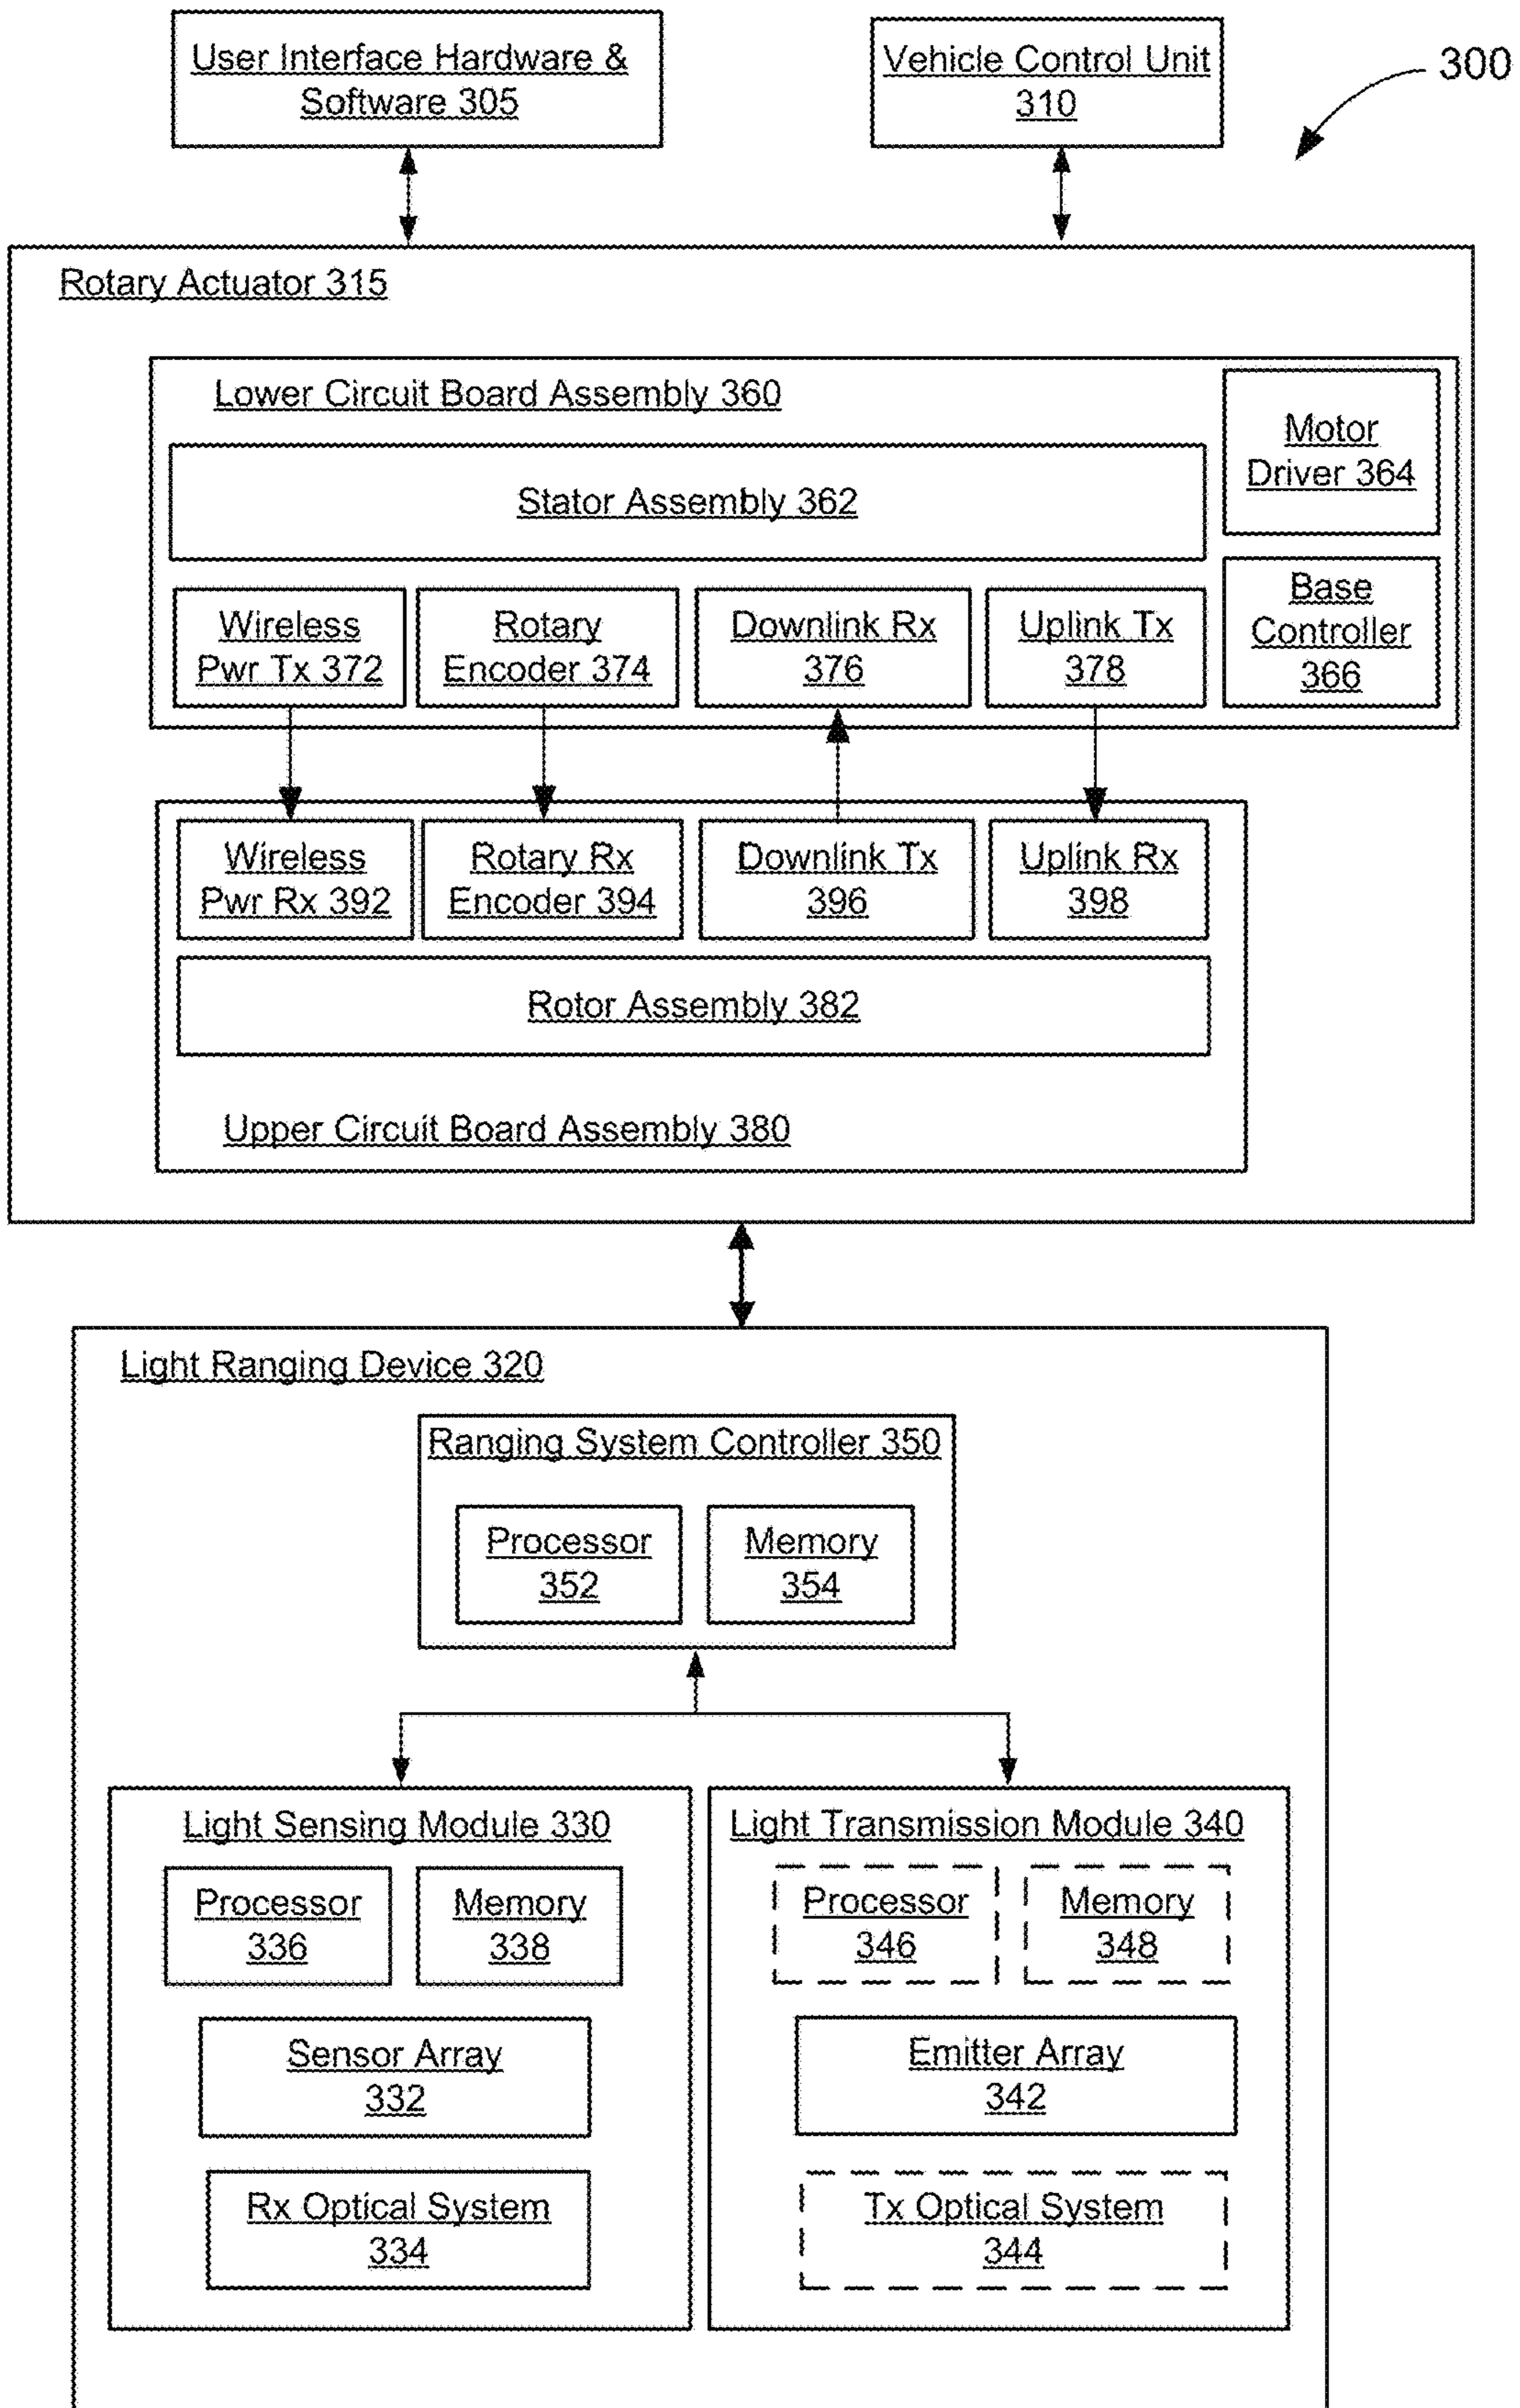 User Interface Hardware &
Software 305
Vehicle Control Unit
310
300
Rotary Actuator 315
Lower Circuit Board Assembly 360
Motor
Driver 364
Stator Assembly 362
Wireless
Pwr Tx 372
Rotary
Encoder 374
Downlink Rx
376
Uplink Tx
378
Base
Controller
366
Wireless
Pwr Rx 392
Rotary Rx
Encoder 394
Downlink Tx
396
Uplink Rx
398
Rotor Assembly 382
Upper Circuit Board Assembly 380
Light Ranging Device 320
Ranging System Controller 350
Processor
352
Memory
354
Light Sensing Module 330
Processor
336
Memory
338
Sensor Array
332
Rx Optical System
334
Light Transmission Module 340
Processor
346
Memory
348
Emitter Array
342
Tx Optical System
344